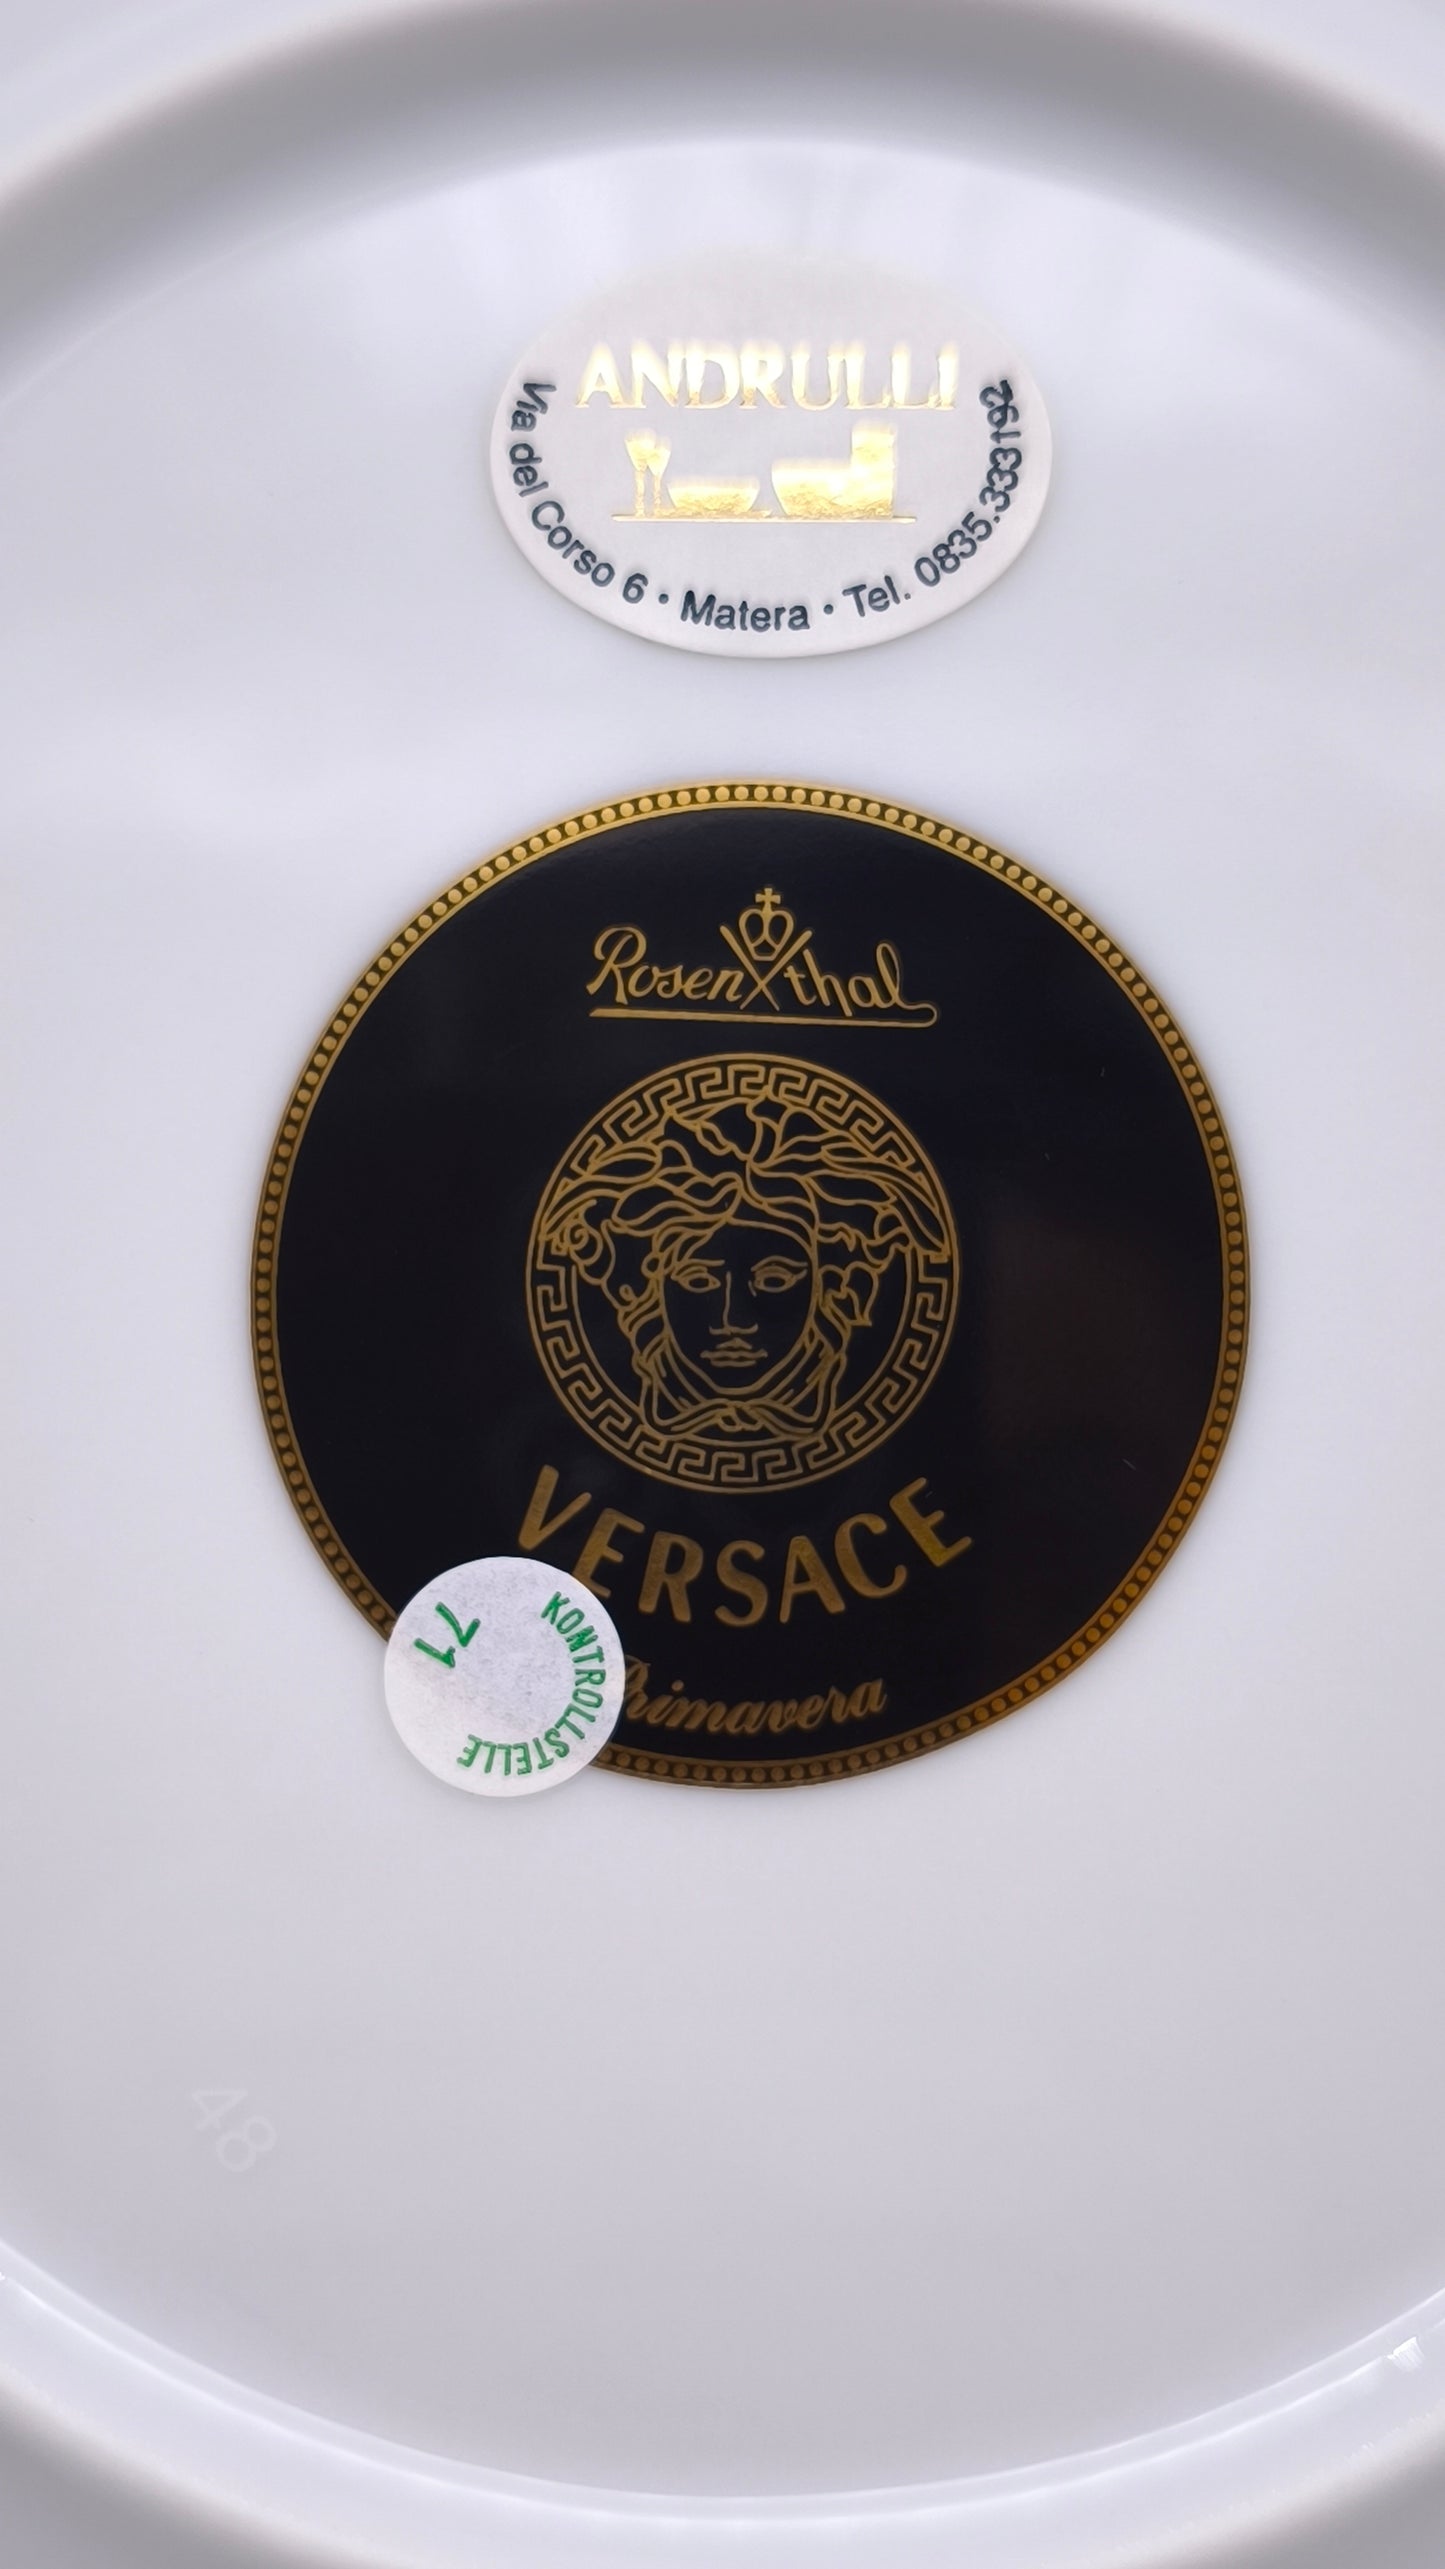 ANDRULLI
Via del Corso 6 • Matera • Tel. 0835.333192
Rosenthal
VERSACE
Primavera
71
KONTROLLSTELLE
48